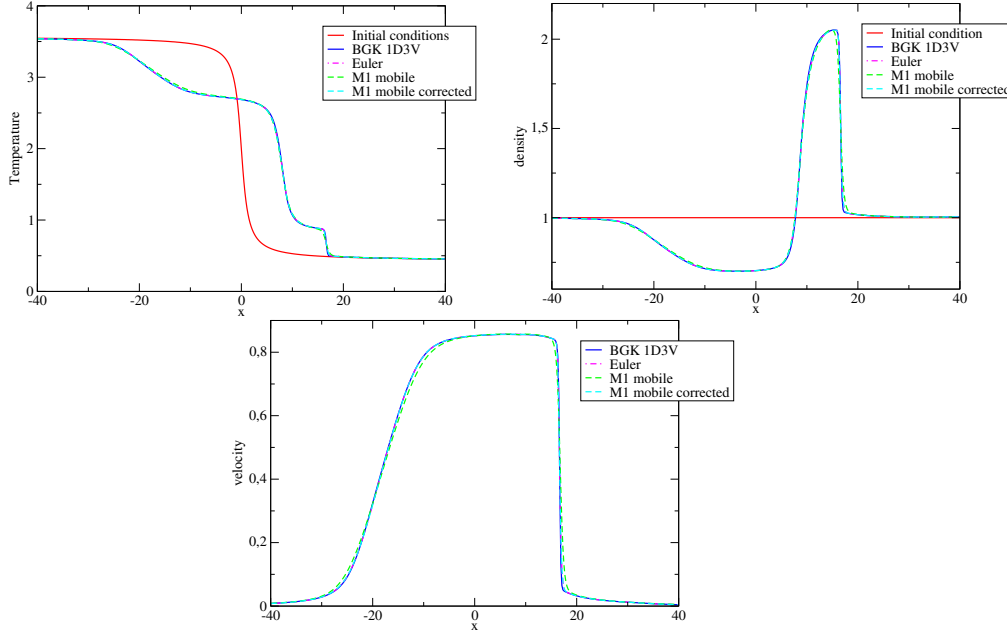 4
3
2
1
0
-40
-20
0
20
40
x
Temperature
Initial conditions
BGK 1D3V
Euler
M1 mobile
M1 mobile corrected
2
1,5
1
-40
-20
0
20
40
x
density
Initial condition
BGK 1D3V
Euler
M1 mobile
M1 mobile corrected
0,8
0,6
0,4
0,2
0
-40
-20
0
20
40
x
velocity
BGK 1D3V
Euler
M1 mobile
M1 mobile corrected